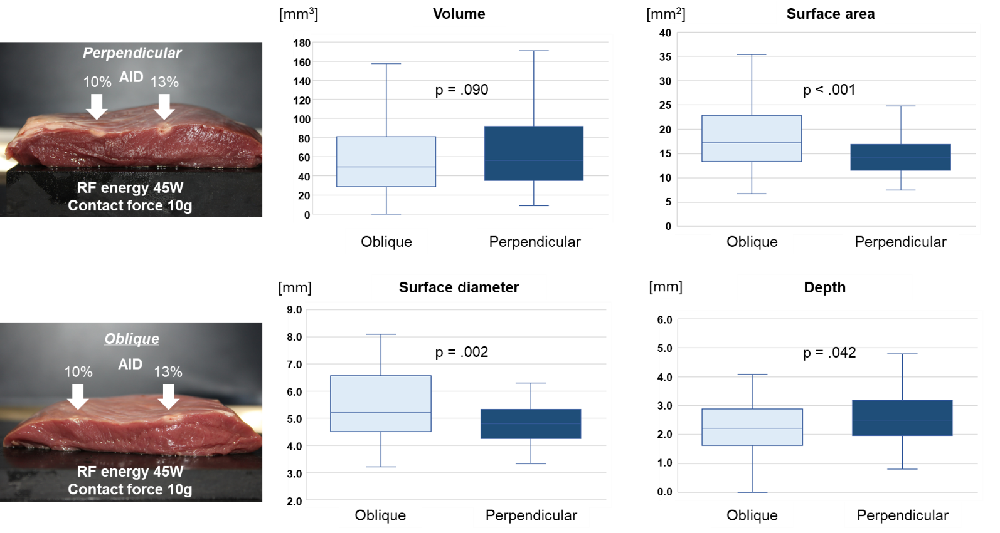 Perpendicular
AID
10% 13%
RF energy 45W
Contact force 10g
[mm³] Volume
180
160
140
120
100
80
60
40
20
0
p = .090
Oblique Perpendicular
[mm²] Surface area
40
35
30
25
20
15
10
5
0
p < .001
Oblique Perpendicular
Oblique
AID
10% 13%
RF energy 45W
Contact force 10g
[mm] Surface diameter
9.0
8.0
7.0
6.0
5.0
4.0
3.0
2.0
p = .002
Oblique Perpendicular
[mm] Depth
6.0
5.0
4.0
3.0
2.0
1.0
0.0
p = .042
Oblique Perpendicular